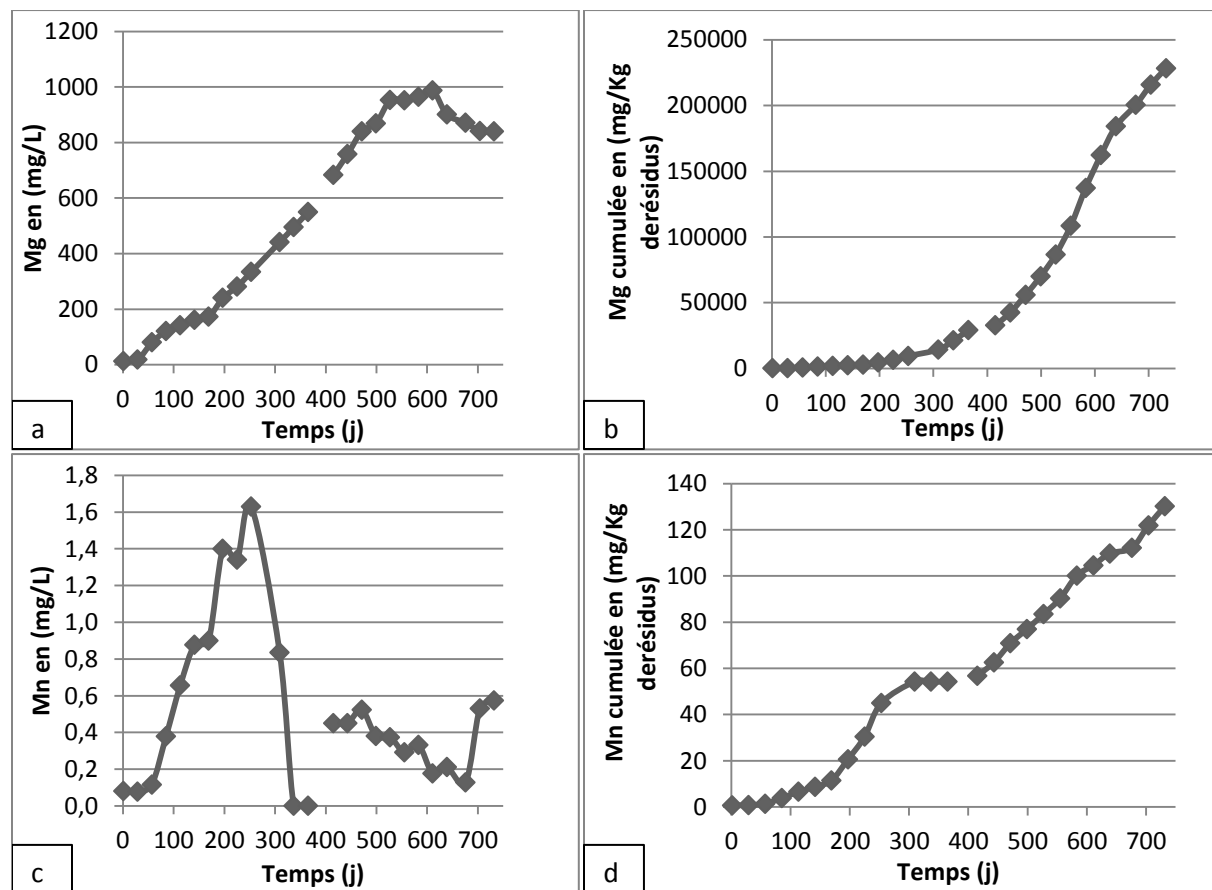 1200
1000
800
600
400
200
0
Mg en (mg/L)
0 100 200 300 400 500 600 700
Temps (j)
a
250000
200000
150000
100000
50000
0
Mg cumulée en (mg/Kg
derésidus)
0 100 200 300 400 500 600 700
Temps (j)
b
1,8
1,6
1,4
1,2
1,0
0,8
0,6
0,4
0,2
0,0
Mn en (mg/L)
0 100 200 300 400 500 600 700
Temps (j)
c
140
120
100
80
60
40
20
0
Mn cumulée en (mg/Kg
derésidus)
0 100 200 300 400 500 600 700
Temps (j)
d